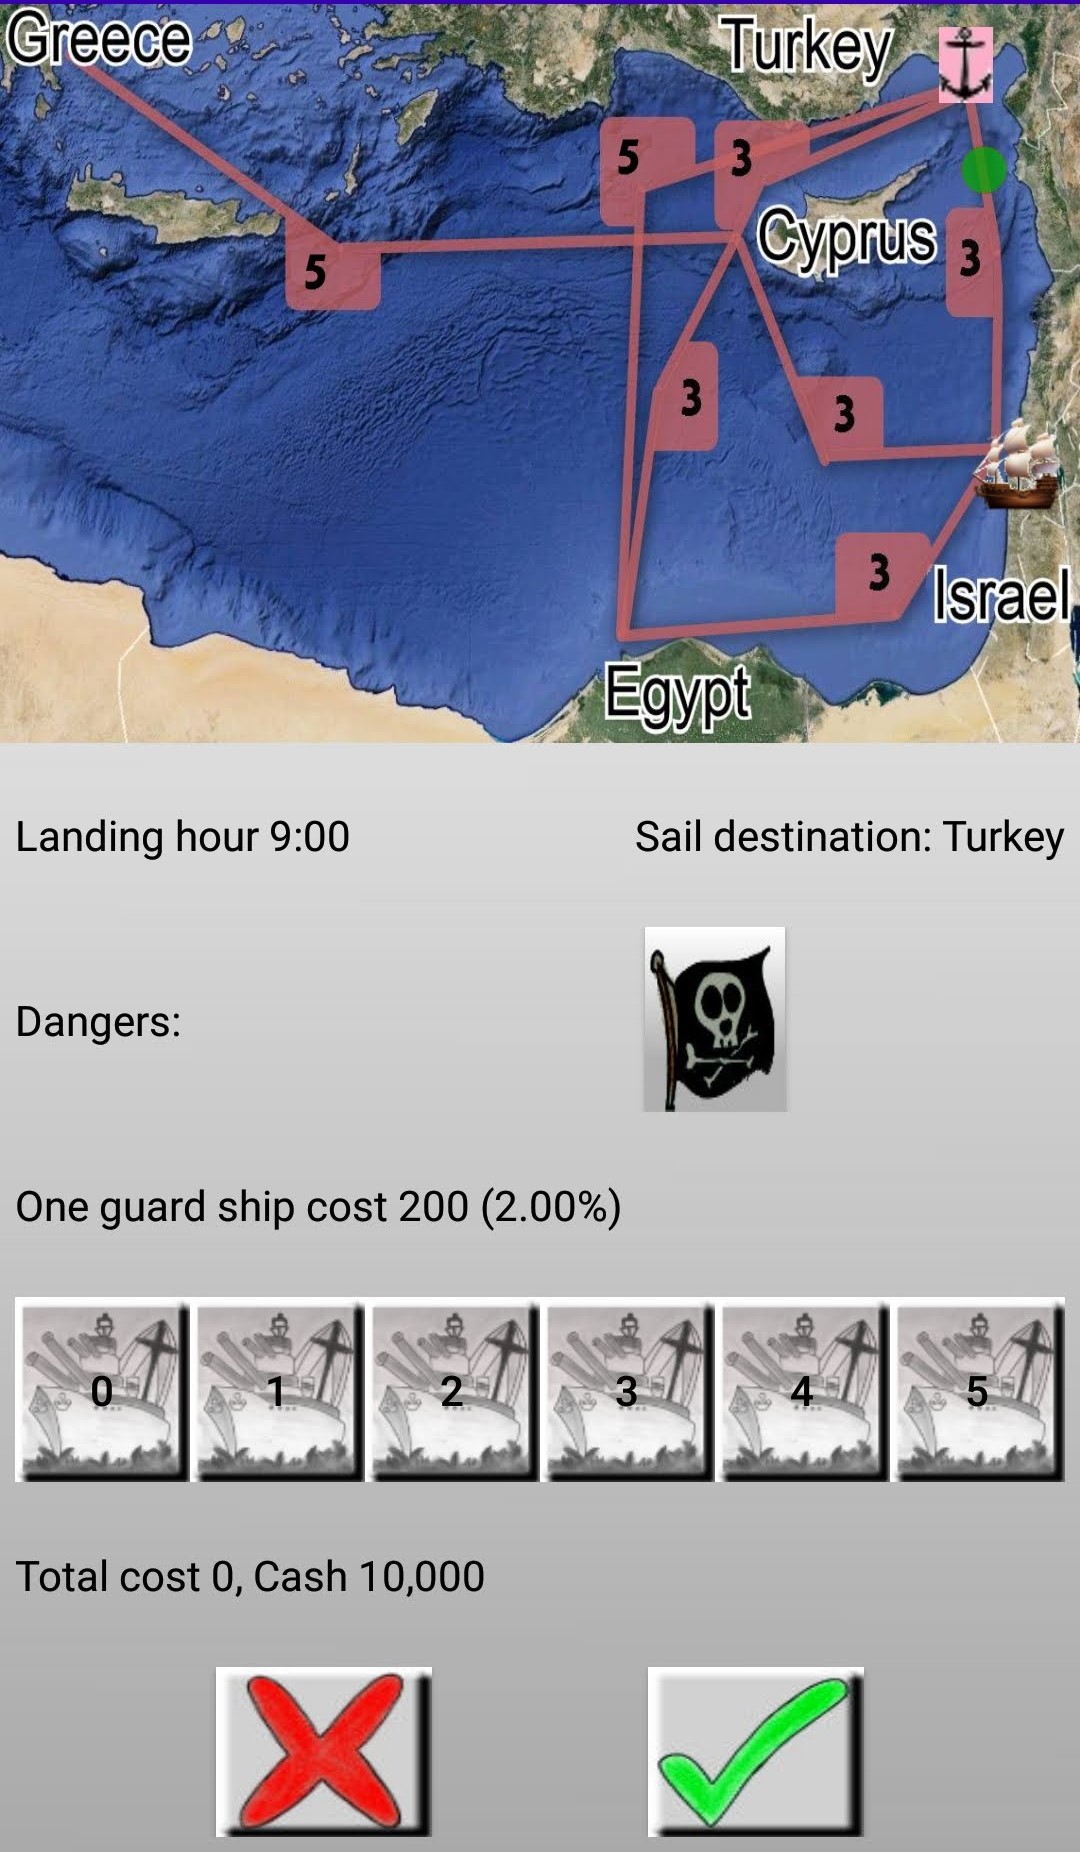 Greece
Turkey
5
3
Cyprus
3
5
3
3
3
Israel
Egypt
Landing hour 9:00
Sail destination: Turkey
Dangers:
One guard ship cost 200 (2.00%)
0 1 2 3 4 5
Total cost 0, Cash 10,000